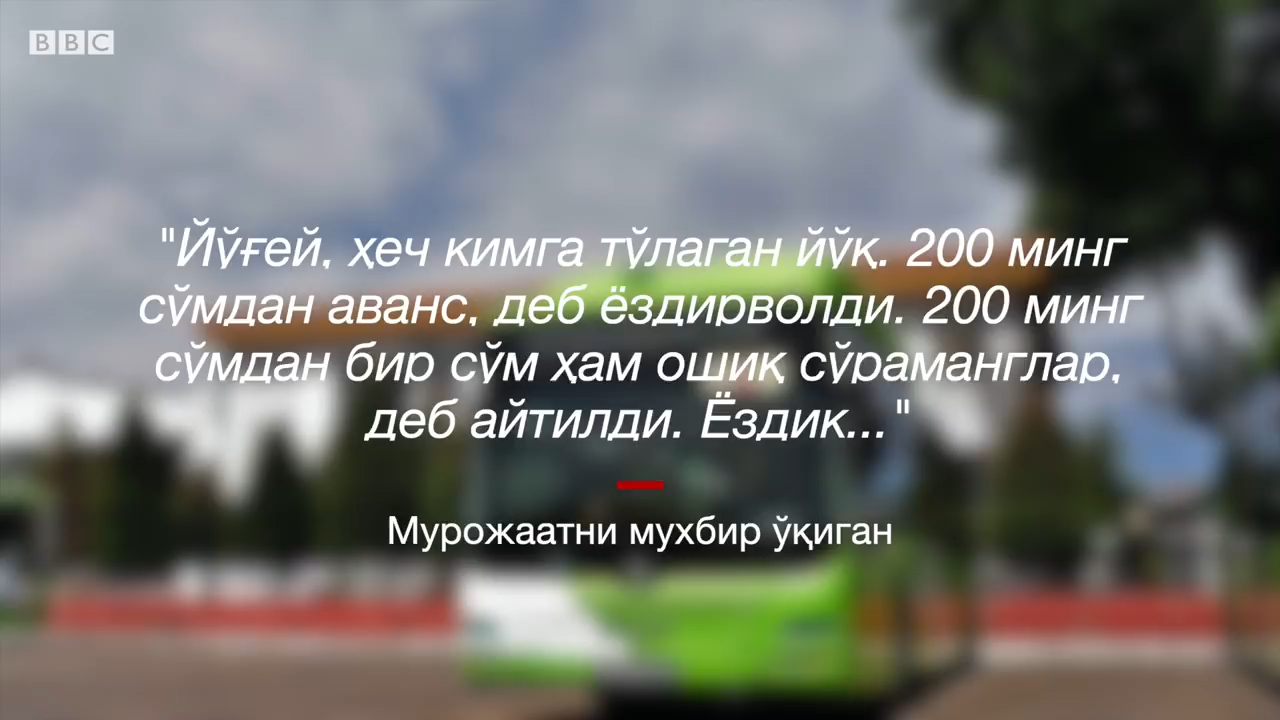 BBC
"Йўғей, ҳеч кимга тўлаган йўқ. 200 минг
сўмдан аванс, деб ёздирволди. 200 минг
сўмдан бир сўм ҳам ошиқ сўраманглар,
деб айтилди. Ёздик..."
Мурожаатни мухбир ўқиган